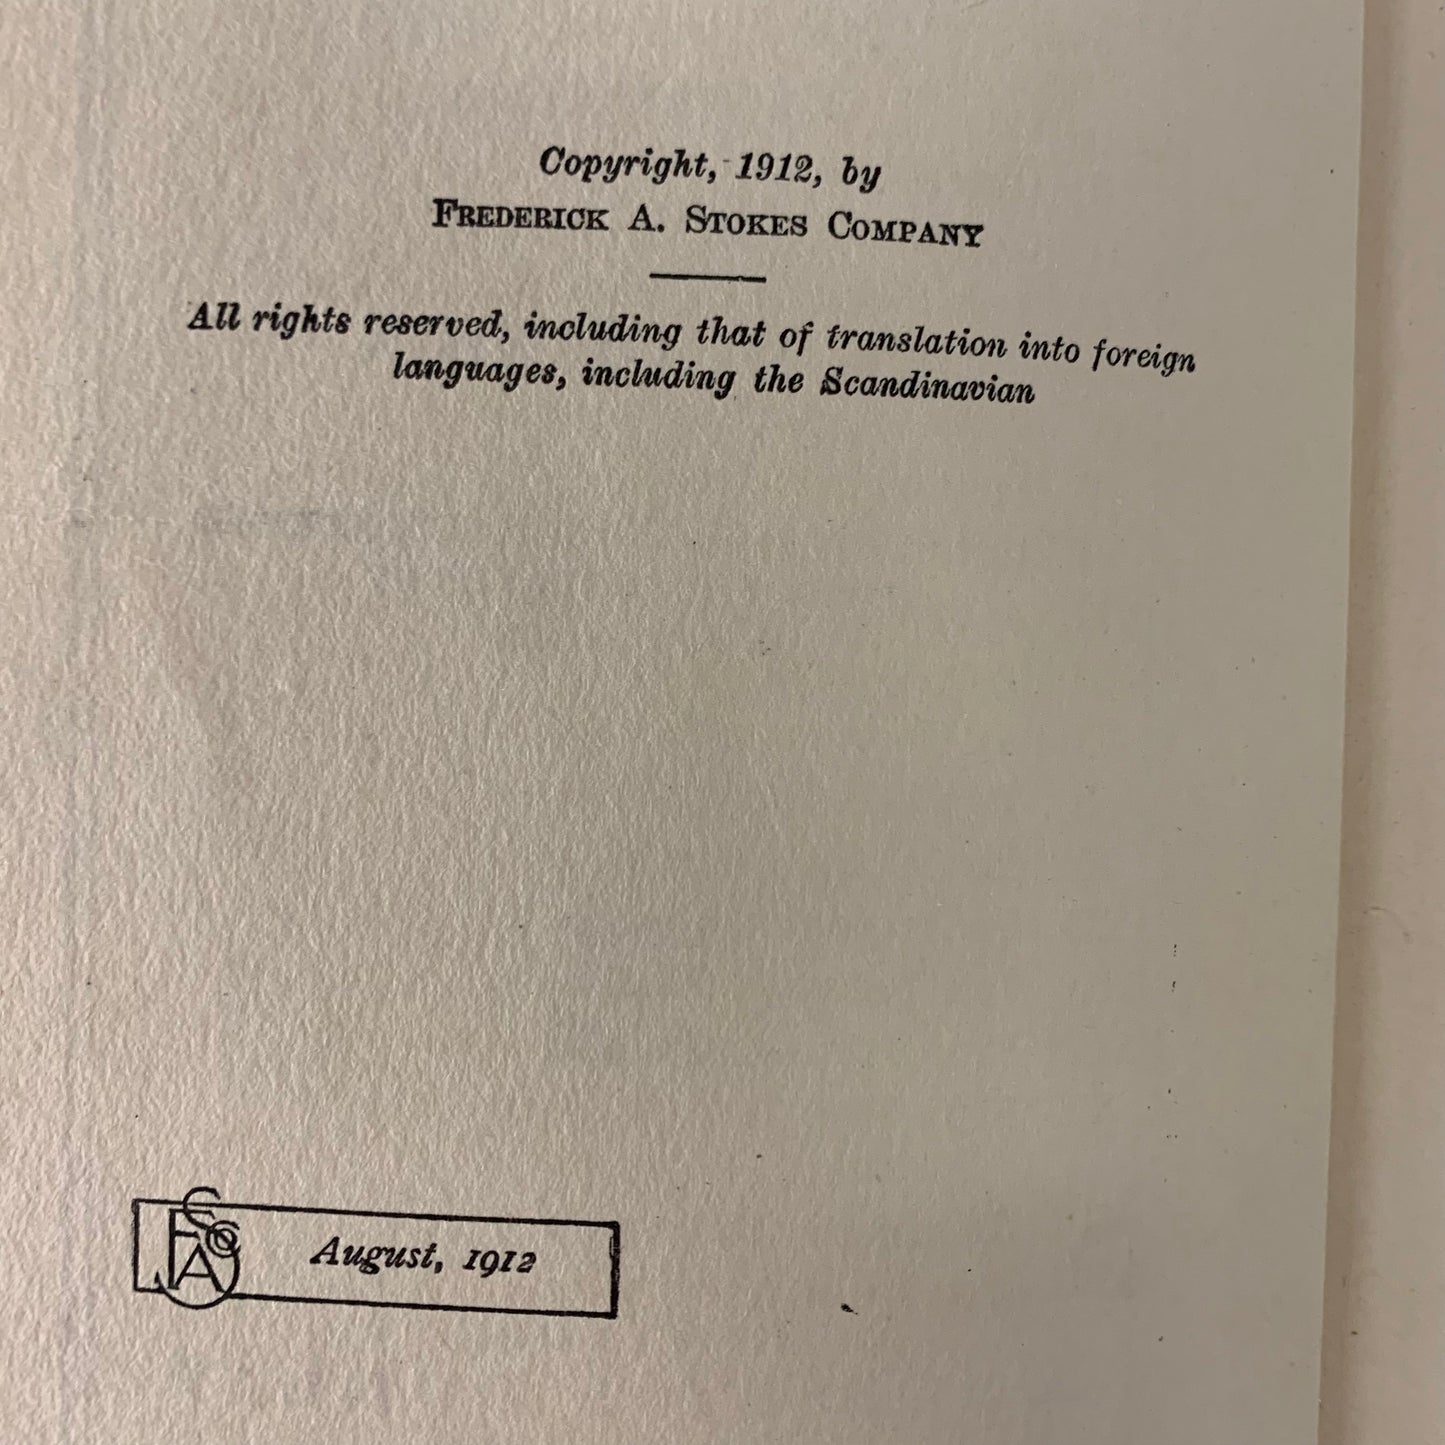 Copyright, 1912, by
FREDERICK A. STOKES COMPANY
All rights reserved, including that of translation into foreign
languages, including the Scandinavian
August, 1912